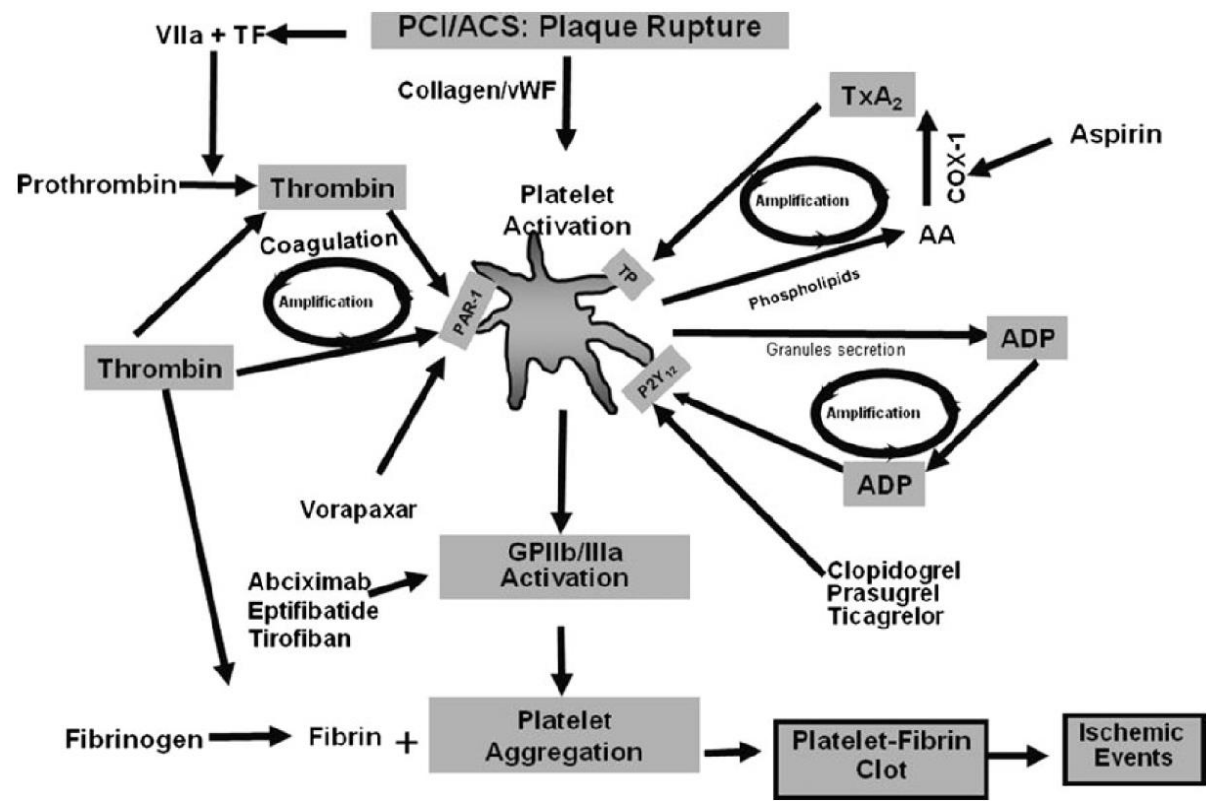 PCI/ACS: Plaque Rupture
VIIa + TF
Collagen/vWF
TxA2
COX-1
Aspirin
Prothrombin
Thrombin
Platelet
Activation
Amplification
AA
Coagulation
TP
Phospholipids
Amplification
PAR-1
ADP
Granules secretion
Thrombin
P2Y12
Amplification
ADP
Vorapaxar
GPIIb/IIIa
Activation
Abciximab
Eptifibatide
Tirofiban
Clopidogrel
Prasugrel
Ticagrelor
Fibrinogen
Fibrin +
Platelet
Aggregation
Platelet-Fibrin
Clot
Ischemic
Events